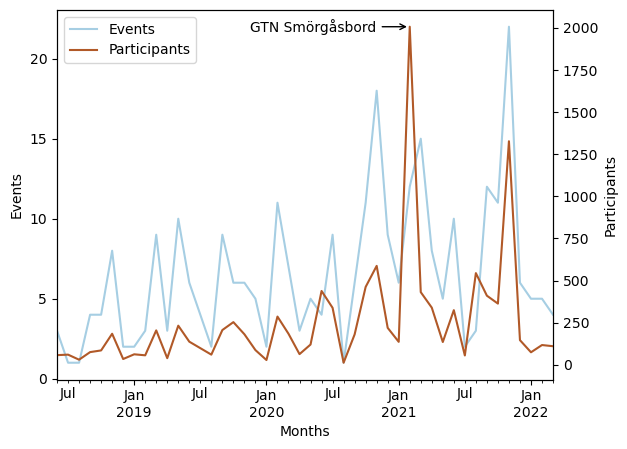 Events
Participants
GTN Smörgåsbord
20
15
10
5
0
Events
2000
1750
1500
1250
1000
750
500
250
0
Participants
Jul Jan Jul Jan Jul Jan Jul Jan
2019 2020 2021 2022
Months